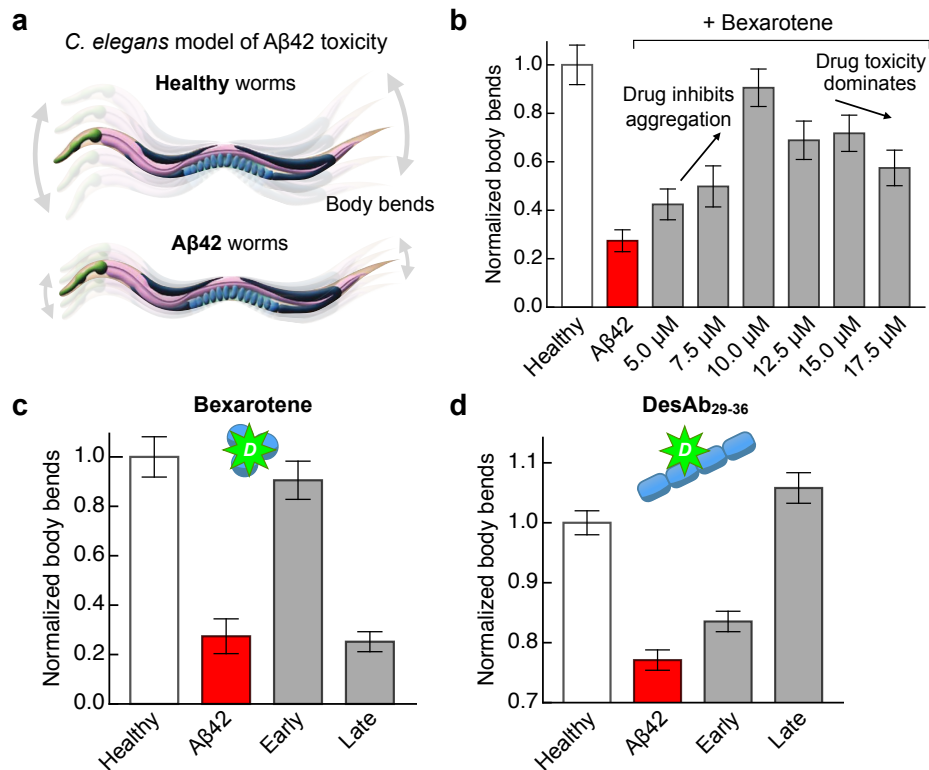 a
C. elegans model of Aβ42 toxicity
Healthy worms
Body bends
Aβ42 worms
b
+ Bexarotene
Drug inhibits
aggregation
Drug toxicity
dominates
Normalized body bends
1.0
0.8
0.6
0.4
0.2
0.0
Healthy
Aβ42
5.0 µM
7.5 µM
10.0 µM
12.5 µM
15.0 µM
17.5 µM
c
Bexarotene
D
Normalized body bends
1.0
0.8
0.6
0.4
0.2
0.0
Healthy
Aβ42
Early
Late
d
DesAb29-36
D
Normalized body bends
1.1
1.0
0.9
0.8
0.7
Healthy
Aβ42
Early
Late